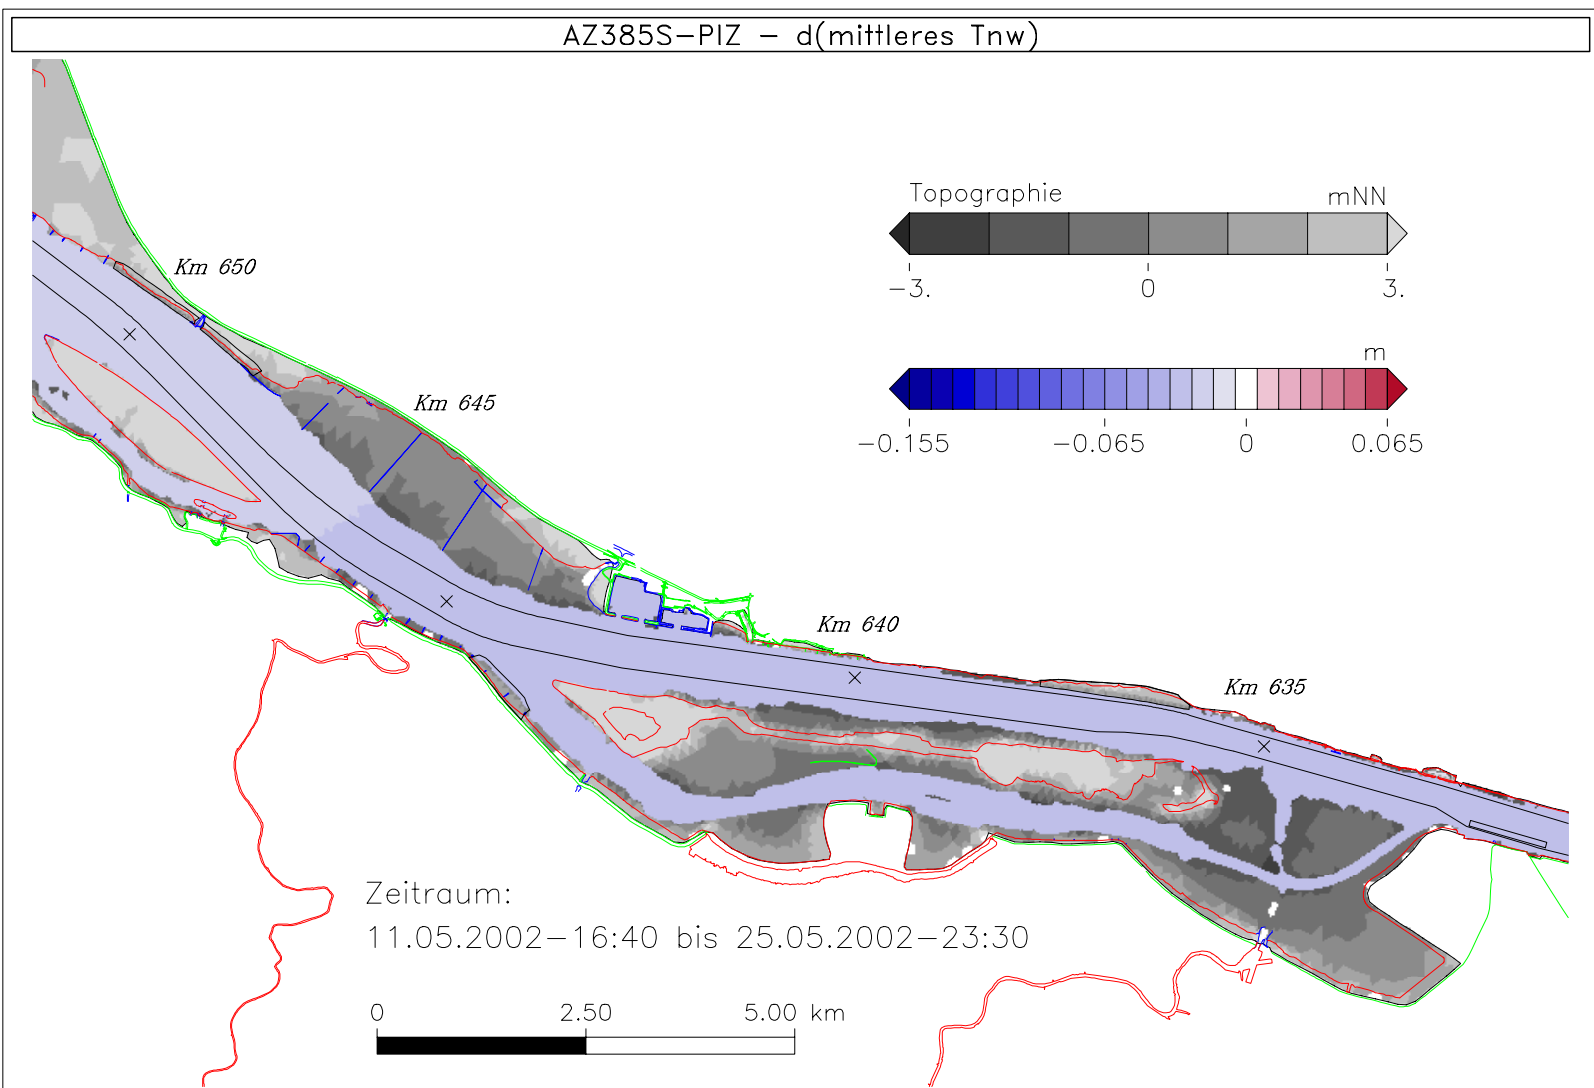 AZ385S-PIZ - d(mittleres Tnw)
Topographie mNN
-3. 0 3.
Km 650
m
Km 645
-0.155 -0.065 0 0.065
Km 640
Km 635
Zeitraum:
11.05.2002-16:40 bis 25.05.2002-23:30
0 2.50 5.00 km